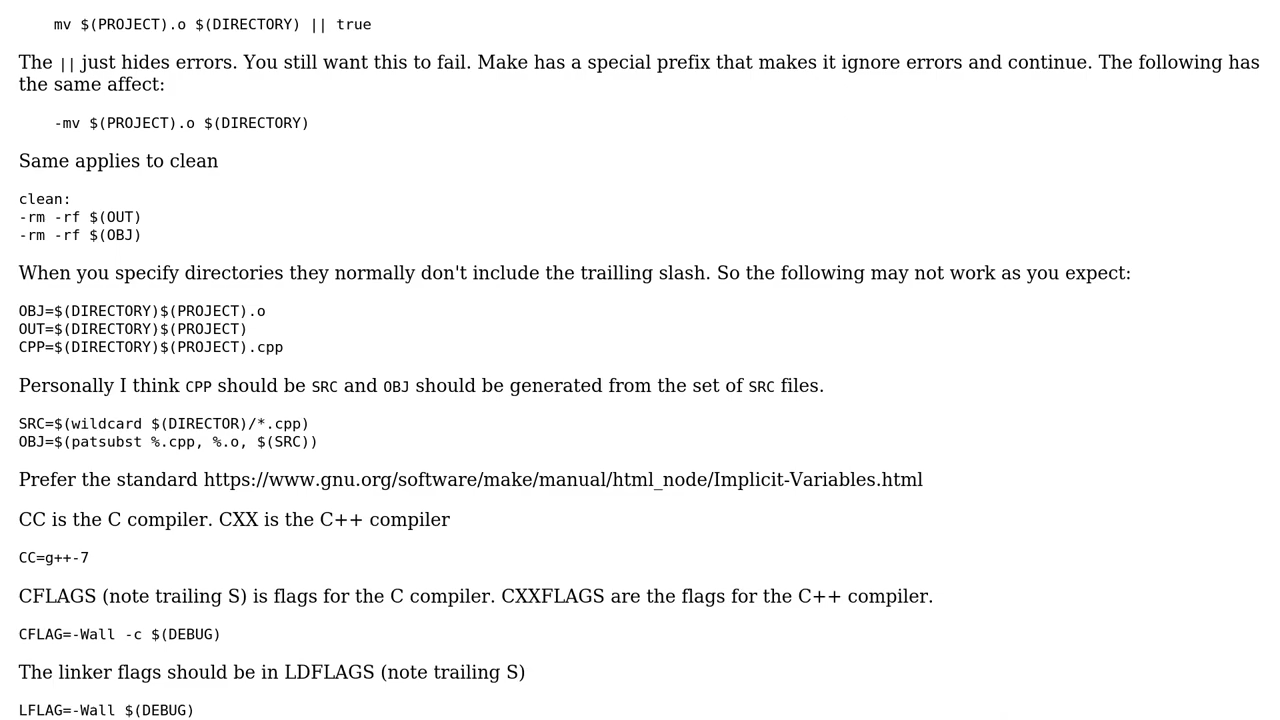 mv $(PROJECT).o $(DIRECTORY) || true
The || just hides errors. You still want this to fail. Make has a special prefix that makes it ignore errors and continue. The following has
the same affect:
-mv $(PROJECT).o $(DIRECTORY)
Same applies to clean
clean:
-rm -rf $(OUT)
-rm -rf $(OBJ)
When you specify directories they normally don't include the trailling slash. So the following may not work as you expect:
OBJ=$(DIRECTORY)$(PROJECT).o
OUT=$(DIRECTORY)$(PROJECT)
CPP=$(DIRECTORY)$(PROJECT).cpp
Personally I think CPP should be SRC and OBJ should be generated from the set of SRC files.
SRC=$(wildcard $(DIRECTOR)/*.cpp)
OBJ=$(patsubst %.cpp, %.o, $(SRC))
Prefer the standard https://www.gnu.org/software/make/manual/html_node/Implicit-Variables.html
CC is the C compiler. CXX is the C++ compiler
CC=g++-7
CFLAGS (note trailing S) is flags for the C compiler. CXXFLAGS are the flags for the C++ compiler.
CFLAG=-Wall -c $(DEBUG)
The linker flags should be in LDFLAGS (note trailing S)
LFLAG=-Wall $(DEBUG)